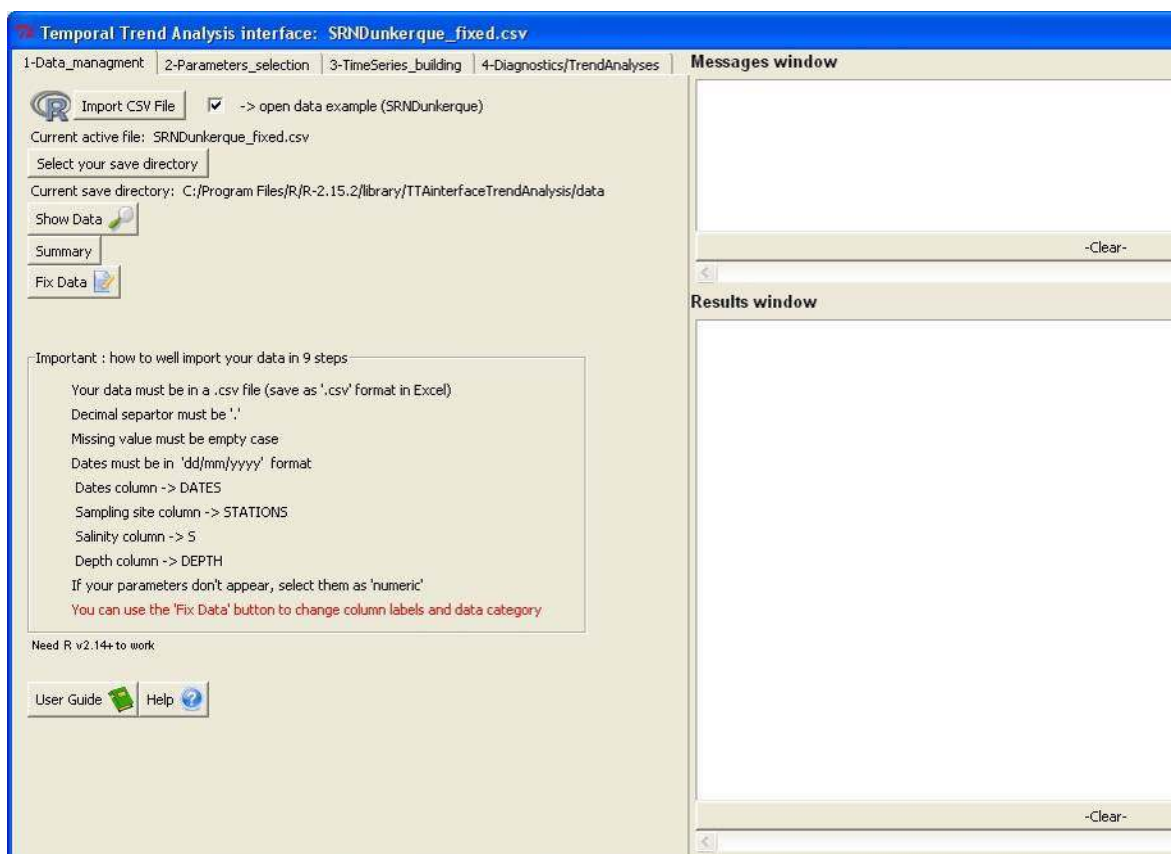 Temporal Trend Analysis interface: SRNDunkerque_fixed.csv
1-Data_managment 2-Parameters_selection 3-TimeSeries_building 4-Diagnostics/TrendAnalyses
Import CSV File -> open data example (SRNDunkerque)
Current active file: SRNDunkerque_fixed.csv
Select your save directory
Current save directory: C:/Program Files/R/R-2.15.2/library/TTAinterfaceTrendAnalysis/data
Show Data
Summary
Fix Data
Important : how to well import your data in 9 steps
Your data must be in a .csv file (save as '.csv' format in Excel)
Decimal separtor must be '.'
Missing value must be empty case
Dates must be in 'dd/mm/yyyy' format
Dates column -> DATES
Sampling site column -> STATIONS
Salinity column -> S
Depth column -> DEPTH
If your parameters don't appear, select them as 'numeric'
You can use the 'Fix Data' button to change column labels and data category
Need R v2.14+ to work
User Guide Help
Messages window
-Clear-
Results window
-Clear-